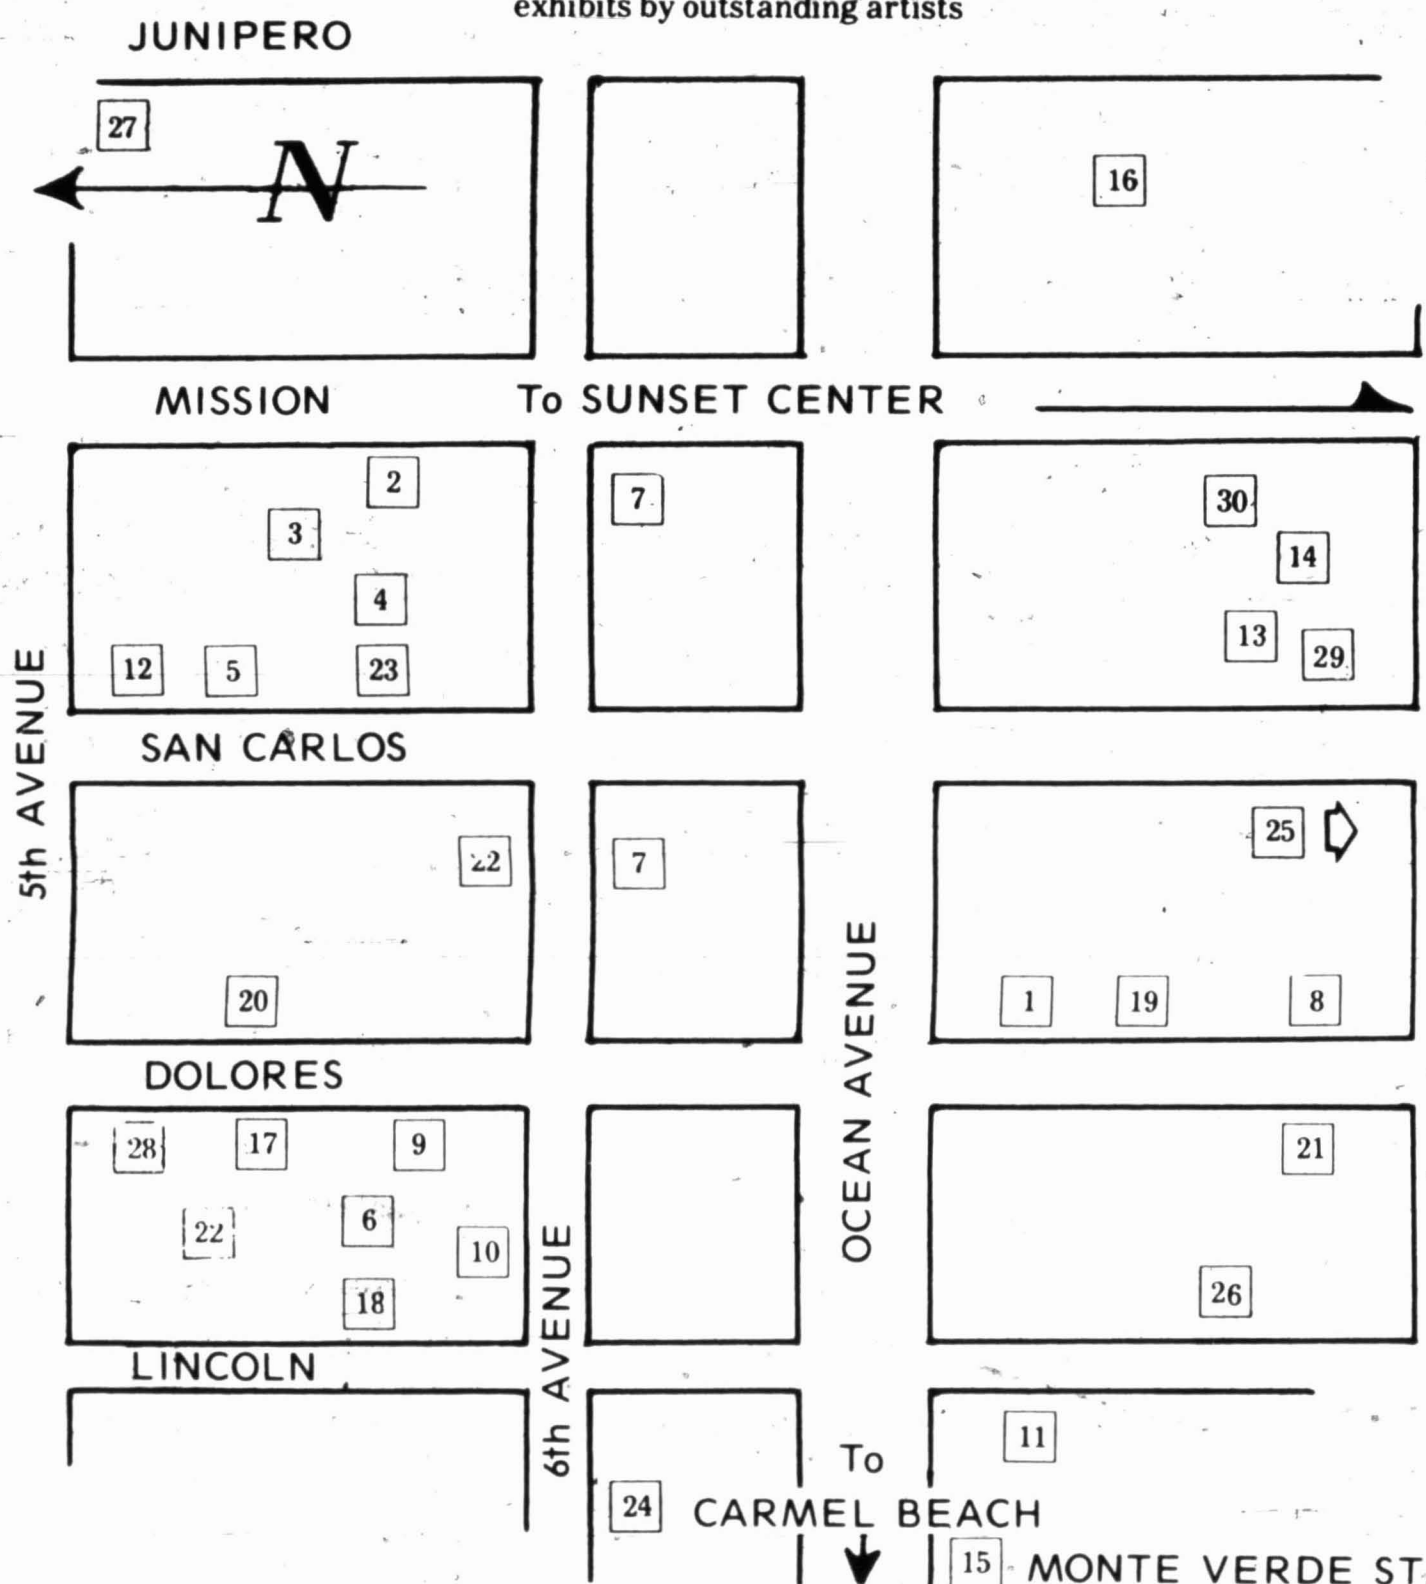 exhibits by outstanding artists
JUNIPERO
27
N
16
MISSION To SUNSET CENTER
2
7
30
3
14
4
13
12 5 23
29
5th AVENUE
SAN CARLOS
25
22
7
20
1 19 8
OCEAN AVENUE
DOLORES
28 17 9
21
6
22
10
26
18
6th AVENUE
LINCOLN
11
To
24 CARMEL BEACH
15 MONTE VERDE ST